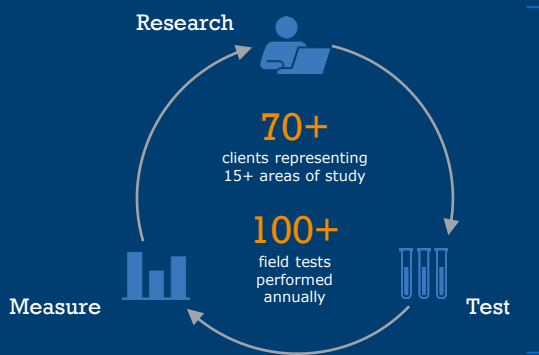 Research
70+
clients representing
15+ areas of study
100+
field tests
performed
annually
Measure
Test